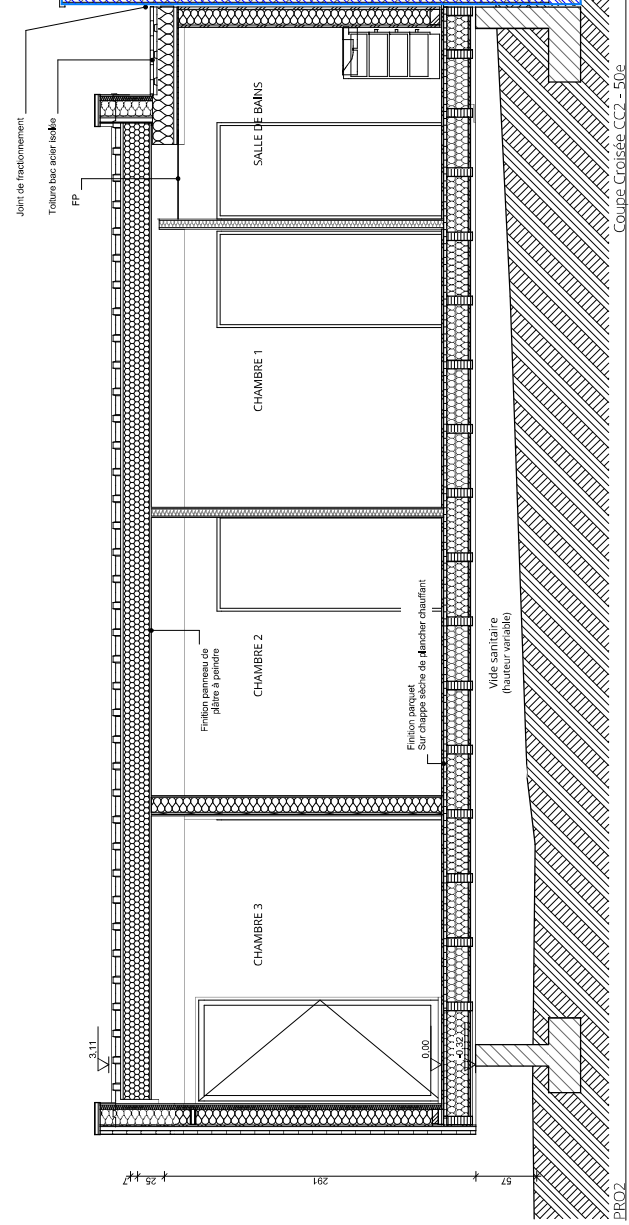 Joint de fractionnement
Toiture bac acier isolée
FP
SALLE DE BAINS
CHAMBRE 1
CHAMBRE 2
CHAMBRE 3
Finition panneau de
plâtre à peindre
Finition parquet
Sur chappe sèche de plancher chauffant
Vide sanitaire
(hauteur variable)
3.11
0.00
-0.32
7
25
291
57
PRO2
Coupe Croisée CC2 - 50e